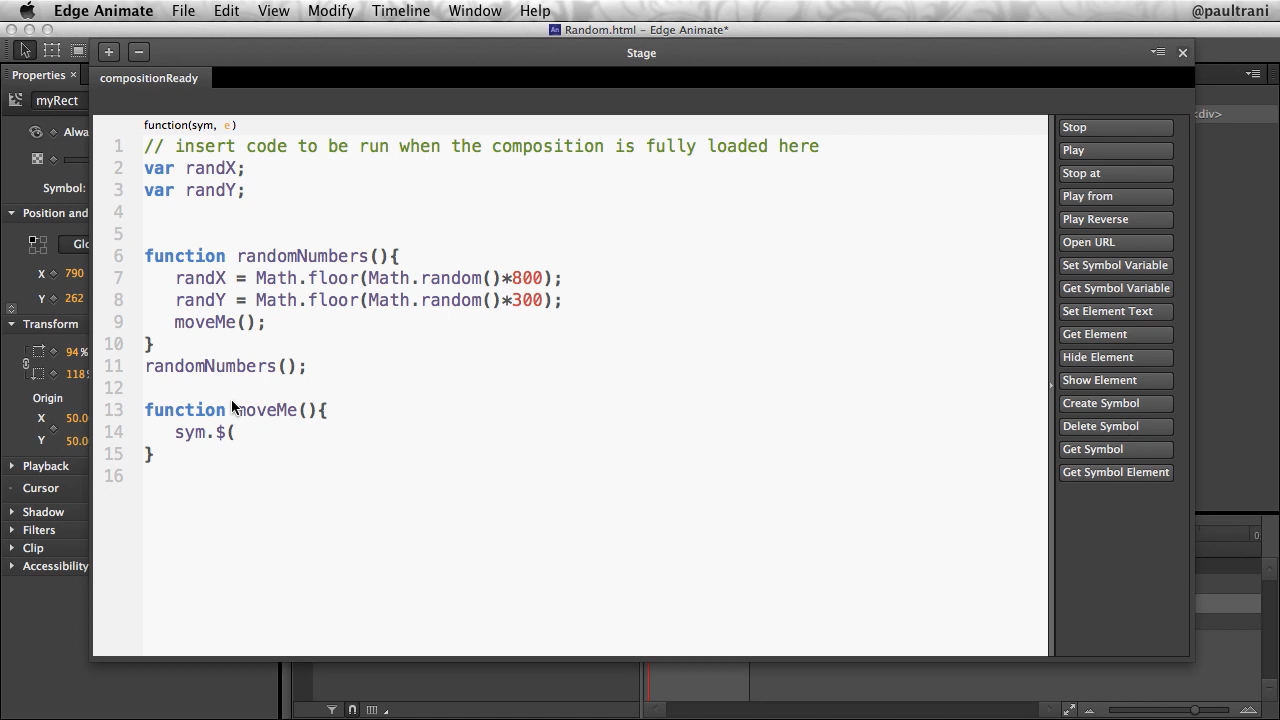 Edge Animate File Edit View Modify Timeline Window Help @paultrani
An Random.html - Edge Animate*
Stage
Properties ×
compositionReady
myRect
function(sym, e)
<div>
Alwa
Symbol:
Position and
Glo
X 790
Y 262
Transform
94%
118%
Origin
X 50.0
Y 50.0
Playback
Cursor
Shadow
Filters
Clip
Accessibility
1 // insert code to be run when the composition is fully loaded here
2 var randX;
3 var randY;
4
5
6 function randomNumbers(){
7 randX = Math.floor(Math.random()*800);
8 randY = Math.floor(Math.random()*300);
9 moveMe();
10 }
11 randomNumbers();
12
13 function moveMe(){
14 sym.$(
15 }
16
Stop
Play
Stop at
Play from
Play Reverse
Open URL
Set Symbol Variable
Get Symbol Variable
Set Element Text
Get Element
Hide Element
Show Element
Create Symbol
Delete Symbol
Get Symbol
Get Symbol Element
0